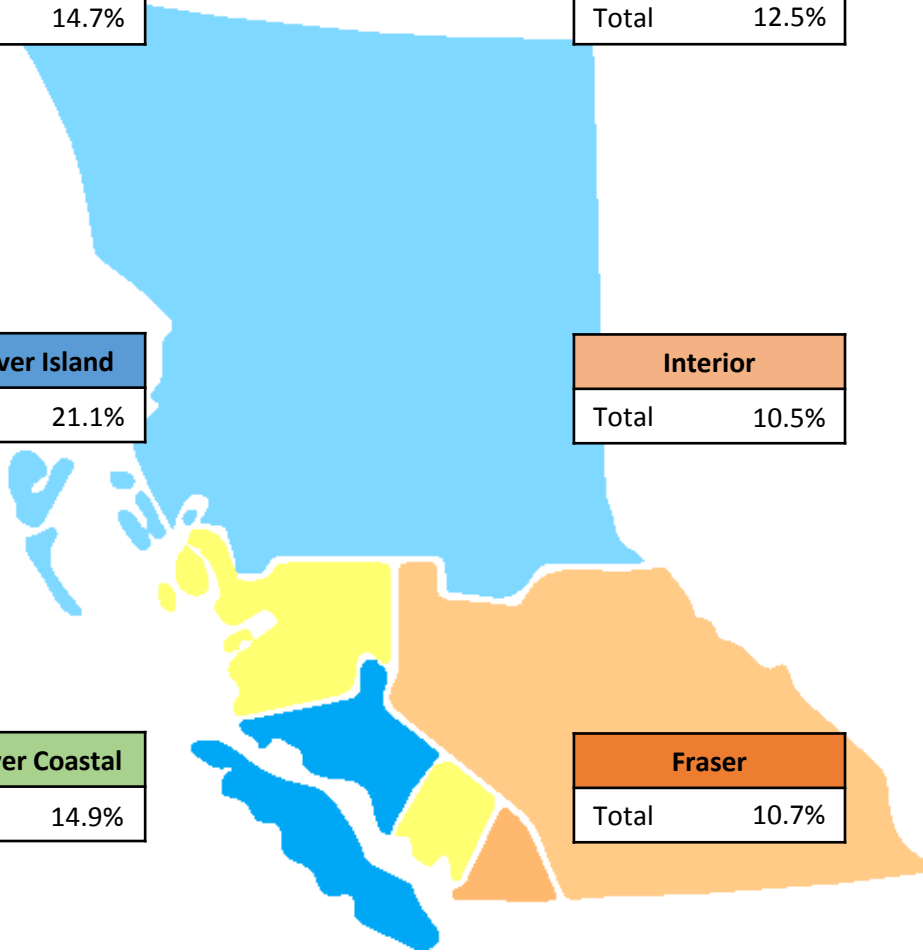 14.7%
Total 12.5%
ver Island
21.1%
Interior
Total 10.5%
er Coastal
14.9%
Fraser
Total 10.7%